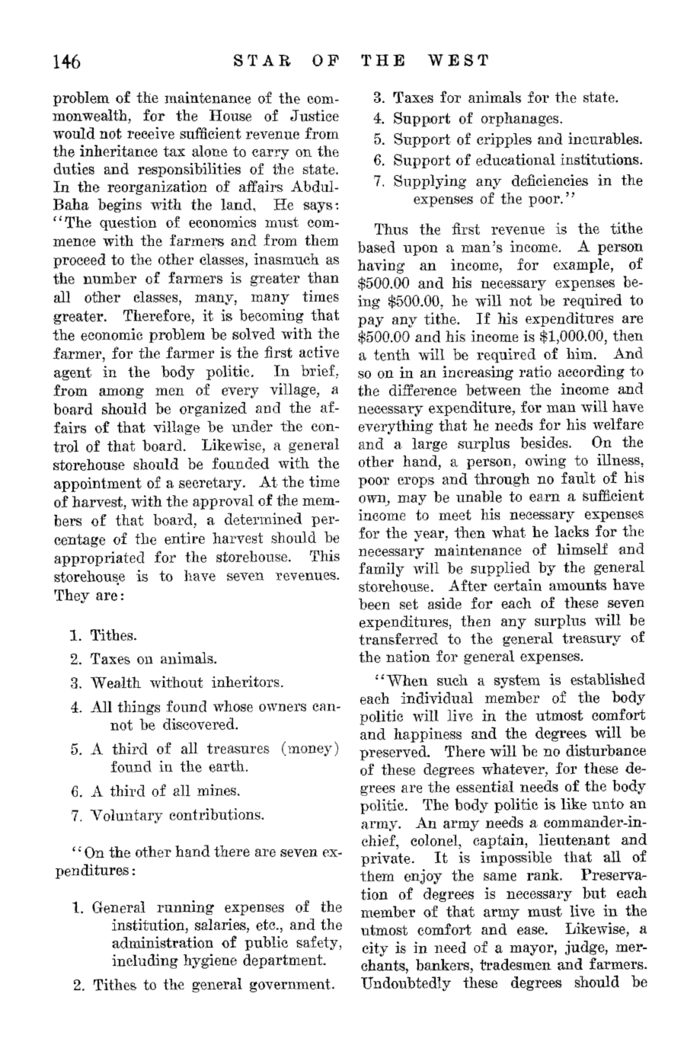 146 STAR OF THE WEST
problem of the maintenance of the com-
monwealth, for the House of Justice
would not receive sufficient revenue from
the inheritance tax alone to carry on the
duties and responsibilities of the state.
In the reorganization of affairs Abdul-
Baha begins with the land. He says:
“The question of economics must com-
mence with the farmers and from them
proceed to the other classes, inasmuch as
the number of farmers is greater than
all other classes, many, many times
greater. Therefore, it is becoming that
the economic problem be solved with the
farmer, for the farmer is the first active
agent in the body politic. In brief,
from among men of every village, a
board should be organized and the af-
fairs of that village be under the con-
trol of that board. Likewise, a general
storehouse should be founded with the
appointment of a secretary. At the time
of harvest, with the approval of the mem-
bers of that board, a determined per-
centage of the entire harvest should be
appropriated for the storehouse. This
storehouse is to have seven revenues.
They are:
1. Tithes.
2. Taxes on animals.
3. Wealth without inheritors.
4. All things found whose owners can-
not be discovered.
5. A third of all treasures (money)
found in the earth.
6. A third of all mines.
7. Voluntary contributions.
“On the other hand there are seven ex-
penditures:
1. General running expenses of the
institution, salaries, etc., and the
administration of public safety,
including hygiene department.
2. Tithes to the general government.
3. Taxes for animals for the state.
4. Support of orphanages.
5. Support of cripples and incurables.
6. Support of educational institutions.
7. Supplying any deficiencies in the
expenses of the poor.”
Thus the first revenue is the tithe
based upon a man's income. A person
having an income, for example, of
$500.00 and his necessary expenses be-
ing $500.00, he will not be required to
pay any tithe. If his expenditures are
$500.00 and his income is $1,000.00, then
a tenth will be required of him. And
so on in an increasing ratio according to
the difference between the income and
necessary expenditure, for man will have
everything that he needs for his welfare
and a large surplus besides. On the
other hand, a person, owing to illness,
poor crops and through no fault of his
own, may be unable to earn a sufficient
income to meet his necessary expenses
for the year, then what he lacks for the
necessary maintenance of himself and
family will be supplied by the general
storehouse. After certain amounts have
been set aside for each of these seven
expenditures, then any surplus will be
transferred to the general treasury of
the nation for general expenses.
“When such a system is established
each individual member of the body
politic will live in the utmost comfort
and happiness and the degrees will be
preserved. There will be no disturbance
of these degrees whatever, for these de-
grees are the essential needs of the body
politic. The body politic is like unto an
army. An army needs a commander-in-
chief, colonel, captain, lieutenant and
private. It is impossible that all of
them enjoy the same rank. Preserva-
tion of degrees is necessary but each
member of that army must live in the
utmost comfort and ease. Likewise, a
city is in need of a mayor, judge, mer-
chants, bankers, tradesmen and farmers.
Undoubtedly these degrees should be